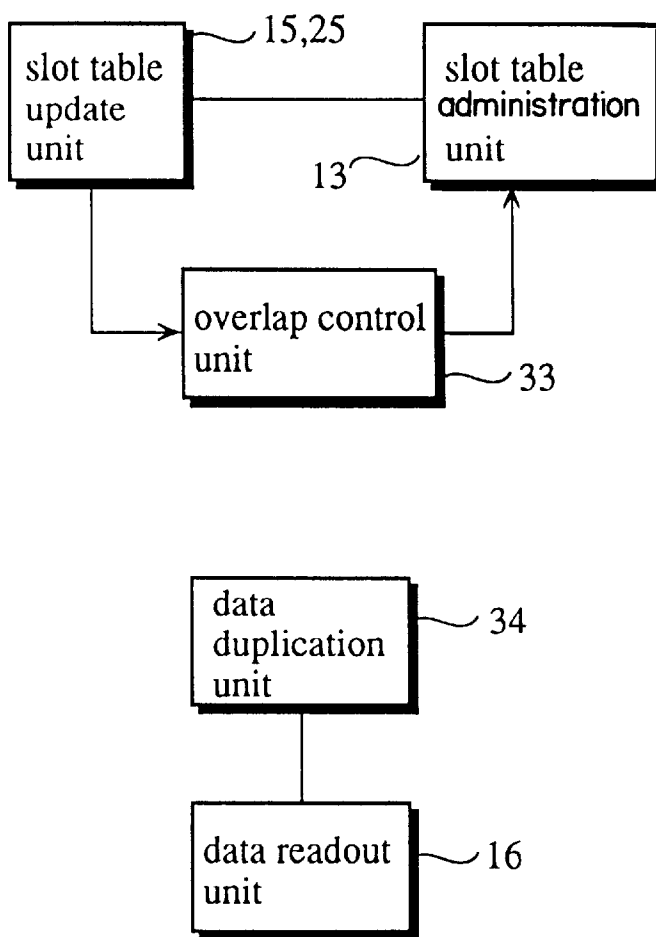 15,25
slot table
update
unit
slot table
administration
unit
13
overlap control
unit
33
data
duplication
unit
34
data readout
unit
16